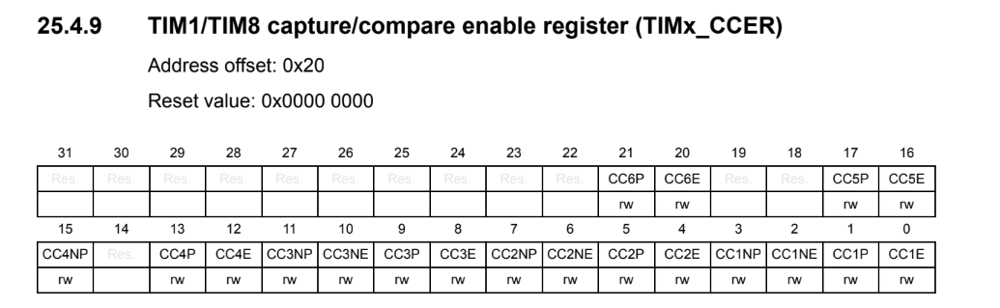 25.4.9 TIM1/TIM8 capture/compare enable register (TIMx_CCER)
Address offset: 0x20
Reset value: 0x0000 0000
31 30 29 28 27 26 25 24 23 22 21 20 19 18 17 16
Res. Res. Res. Res. Res. Res. Res. Res. Res. Res. CC6P CC6E Res. Res. CC5P CC5E
rw rw rw rw
15 14 13 12 11 10 9 8 7 6 5 4 3 2 1 0
CC4NP Res. CC4P CC4E CC3NP CC3NE CC3P CC3E CC2NP CC2NE CC2P CC2E CC1NP CC1NE CC1P CC1E
rw rw rw rw rw rw rw rw rw rw rw rw rw rw rw